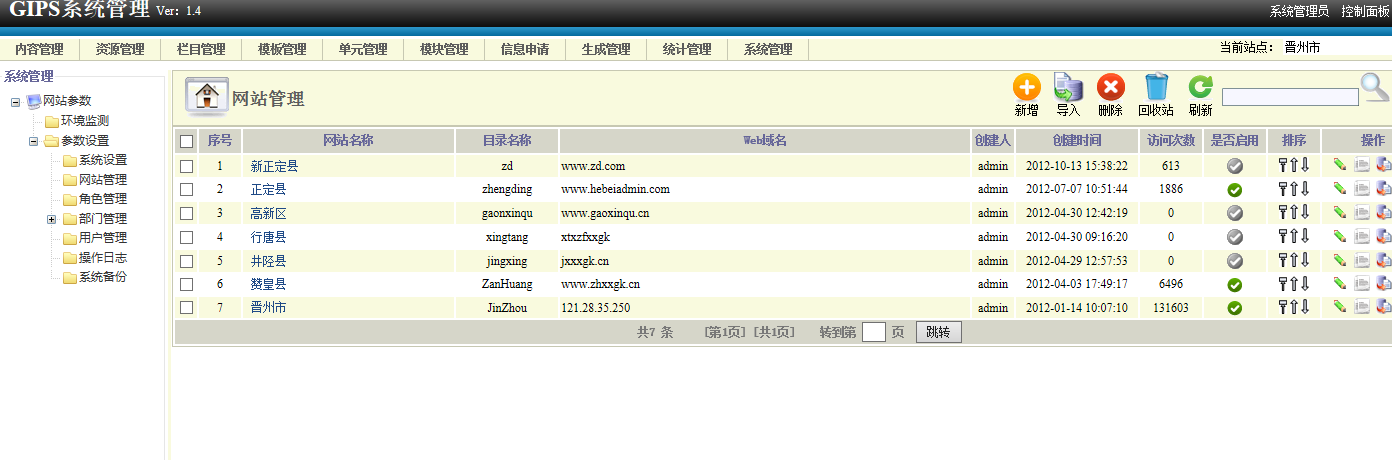 GIPS系统管理 Ver：1.4
系统管理员 控制面板
内容管理 资源管理 栏目管理 模板管理 单元管理 模块管理 信息申请 生成管理 统计管理 系统管理 当前站点： 晋州市
系统管理
网站参数
环境监测
参数设置
系统设置
网站管理
角色管理
部门管理
用户管理
操作日志
系统备份
网站管理
新增 导入 删除 回收站 刷新
序号 网站名称 目录名称 Web域名 创建人 创建时间 访问次数 是否启用 排序 操作
1 新正定县 zd www.zd.com admin 2012-10-13 15:38:22 613
2 正定县 zhengding www.hebeiadmin.com admin 2012-07-07 10:51:44 1886
3 高新区 gaonxinqu www.gaoxinqu.cn admin 2012-04-30 12:42:19 0
4 行唐县 xingtang xtxzfxxgk admin 2012-04-30 09:16:20 0
5 井陉县 jingxing jxxxgk.cn admin 2012-04-29 12:57:53 0
6 赞皇县 ZanHuang www.zhxxgk.cn admin 2012-04-03 17:49:17 6496
7 晋州市 JinZhou 121.28.35.250 admin 2012-01-14 10:07:10 131603
共7 条 [第1页] [共1页] 转到第 页 跳转